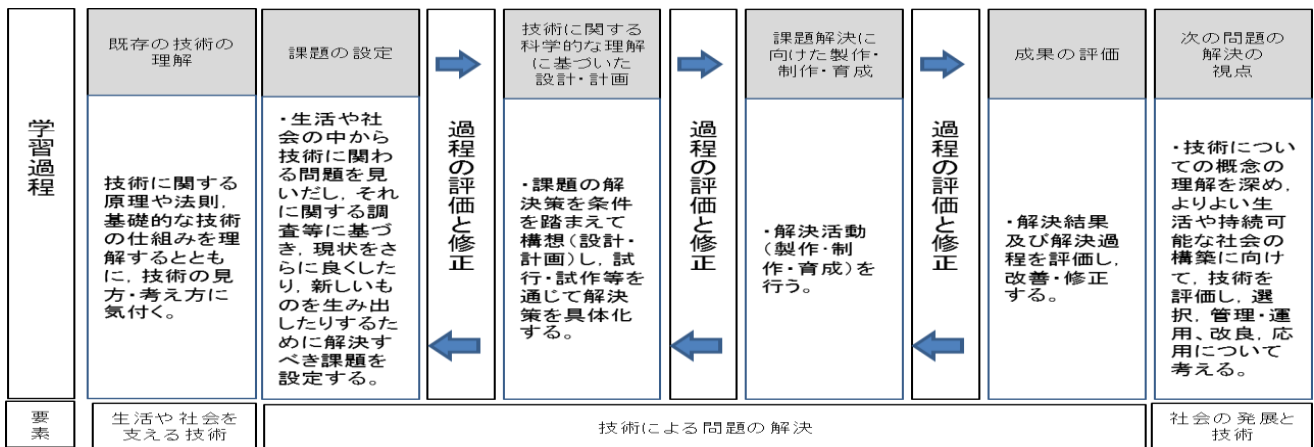 学習過程
既存の技術の
理解
技術に関する
原理や法則,
基礎的な技術
の仕組みを理
解するととも
に, 技術の見
方・考え方に
気付く。
課題の設定
・生活や社
会の中から
技術に関わ
る問題を見
いだし, それ
に関する調
査等に基づ
き, 現状をさ
らに良くした
り, 新しいも
のを生み出
したりするた
めに解決す
べき課題を
設定する。
過程の評価と修正
技術に関する
科学的な理解
に基づいた
設計・計画
・課題の解
決策を条件
を踏まえて
構想(設計・
計画)し, 試
行・試作等を
通じて解決
策を具体化
する。
過程の評価と修正
課題解決に
向けた製作・
制作・育成
・解決活動
(製作・制
作・育成)を
行う。
過程の評価と修正
成果の評価
・解決結果
及び解決過
程を評価し,
改善・修正
する。
次の問題の
解決の
視点
・技術につい
ての概念の
理解を深め,
よりよい生
活や持続可
能な社会の
構築に向け
て, 技術を
評価し, 選
択, 管理・運
用、改良, 応
用について
考える。
要
素
生活や社会を
支える技術
技術による問題の解決
社会の発展と
技術